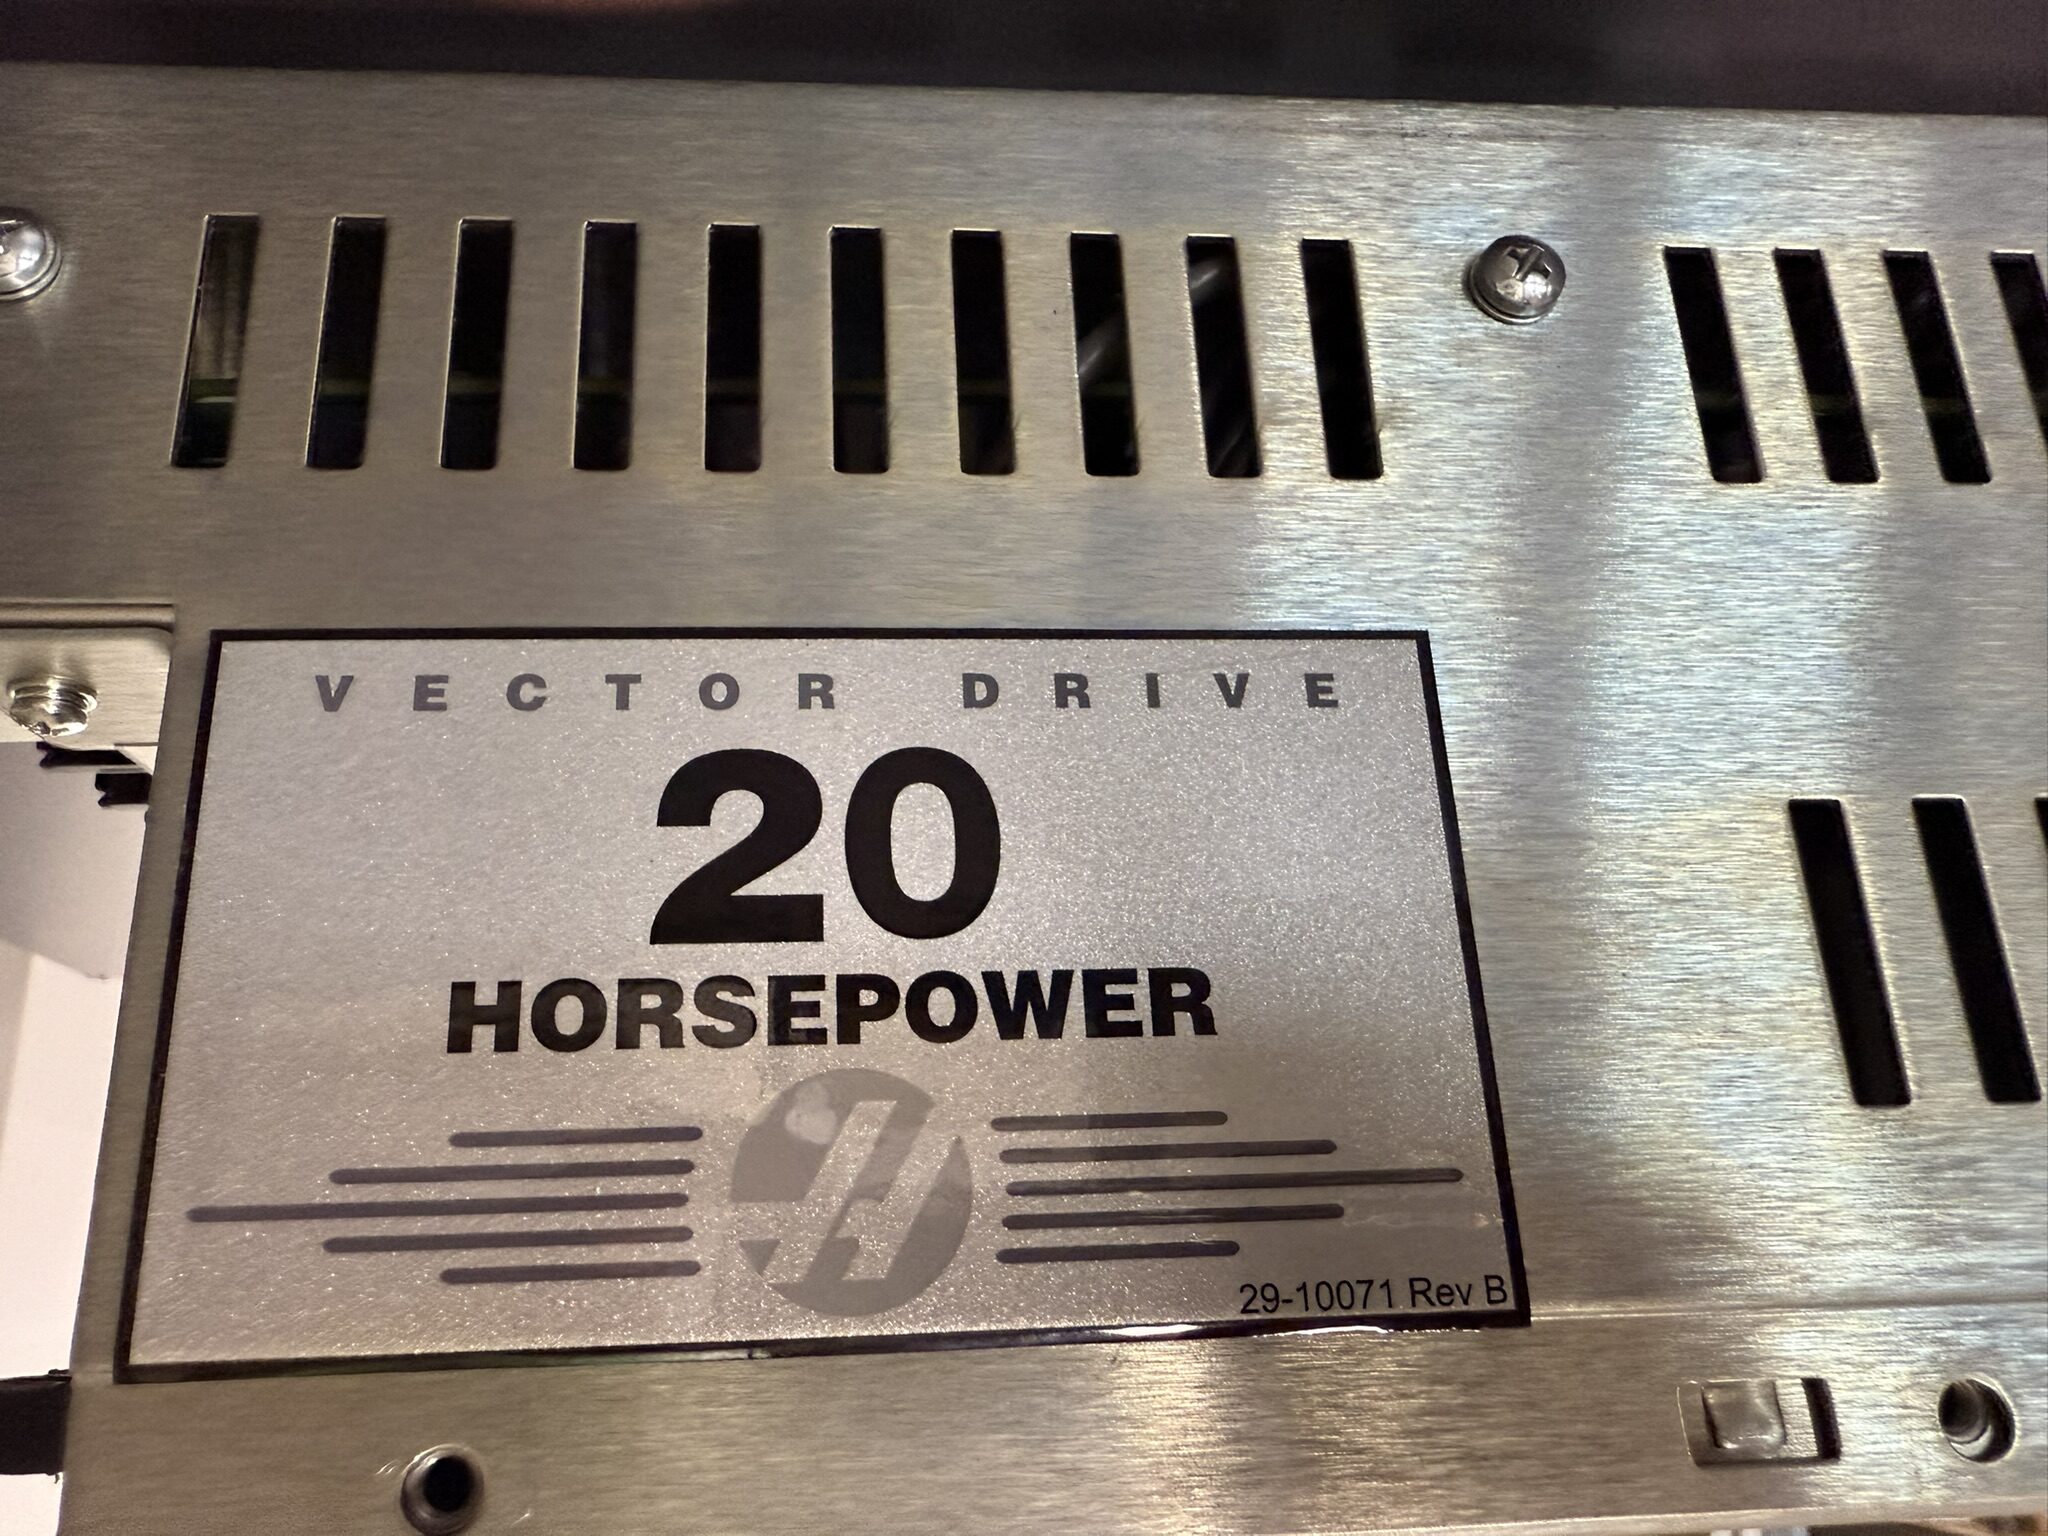 VECTOR DRIVE
20
HORSEPOWER
29-10071 Rev B